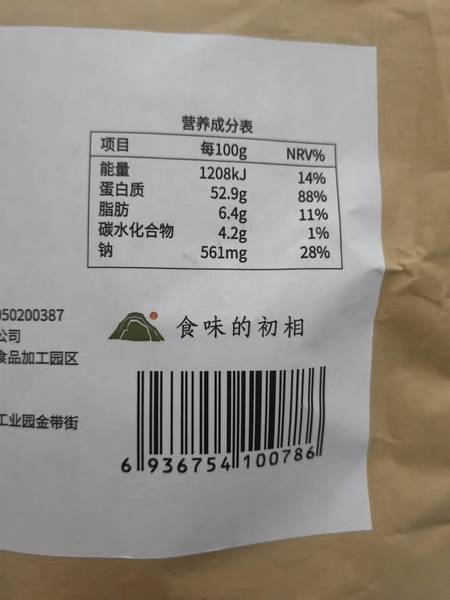 营养成分表
项目 每100g NRV%
能量 1208kJ 14%
蛋白质 52.9g 88%
脂肪 6.4g 11%
碳水化合物 4.2g 1%
钠 561mg 28%
050200387
公司
食品加工园区
工业园金带街
食味的初相
6 936754 100786